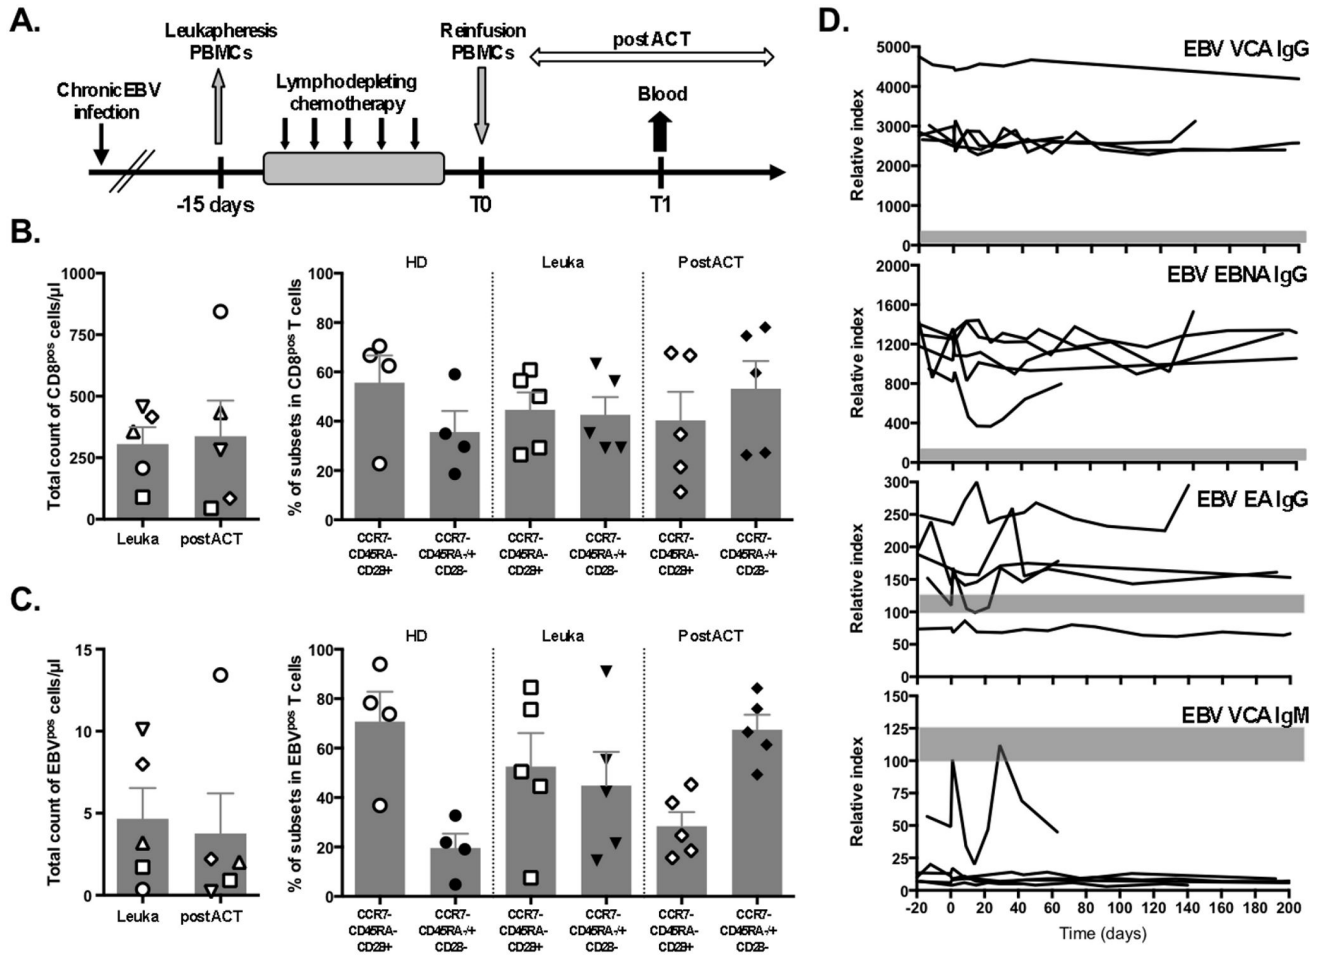 A.
Leukapheresis
PBMCs
Chronic EBV
infection
Lymphodepleting
chemotherapy
Reinfusion
PBMCs
post ACT
Blood
-15 days
T0
T1
B.
Total count of CD8pos cells/µl
1000
750
500
250
0
Leuka
postACT
% of subsets in CD8pos T cells
HD
Leuka
PostACT
100
80
60
40
20
0
CCR7-
CD45RA-
CD28+
CCR7-
CD45RA-/+
CD28-
CCR7-
CD45RA-
CD28+
CCR7-
CD45RA-/+
CD28-
CCR7-
CD45RA-
CD28+
CCR7-
CD45RA-/+
CD28-
C.
Total count of EBVpos cells/µl
15
10
5
0
Leuka
postACT
% of subsets in EBVpos T cells
HD
Leuka
PostACT
100
80
60
40
20
0
CCR7-
CD45RA-
CD28+
CCR7-
CD45RA-/+
CD28-
CCR7-
CD45RA-
CD28+
CCR7-
CD45RA-/+
CD28-
CCR7-
CD45RA-
CD28+
CCR7-
CD45RA-/+
CD28-
D.
EBV VCA IgG
Relative index
5000
4000
3000
2000
1000
0
EBV EBNA IgG
Relative index
2000
1600
1200
800
400
0
EBV EA IgG
Relative index
300
250
200
150
100
50
0
EBV VCA IgM
Relative index
150
125
100
75
50
25
0
-20 0 20 40 60 80 100 120 140 160 180 200
Time (days)